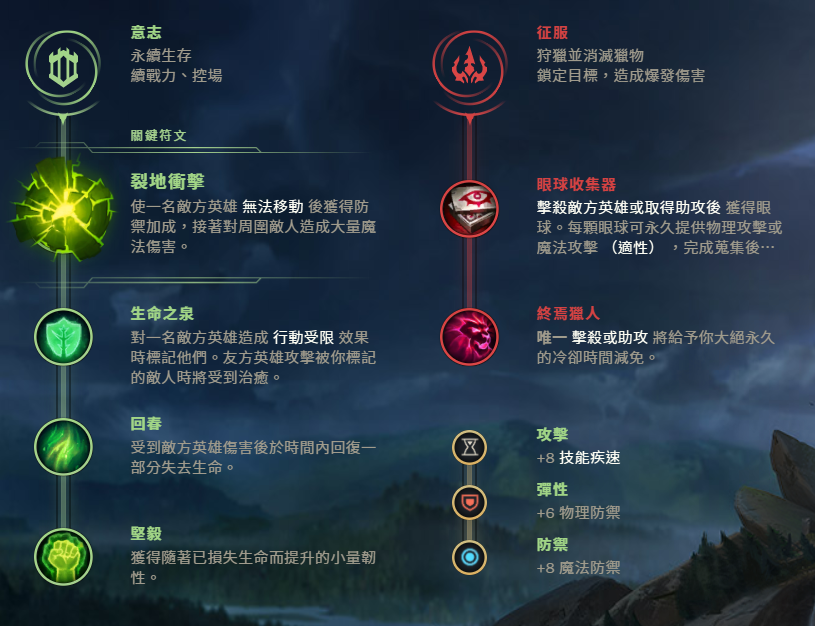 意志
永續生存
續戰力、控場
關鍵符文
裂地衝擊
使一名敵方英雄 無法移動 後獲得防
禦加成，接著對周圍敵人造成大量魔
法傷害。
生命之泉
對一名敵方英雄造成 行動受限 效果
時標記他們。友方英雄攻擊被你標記
的敵人時將受到治癒。
回春
受到敵方英雄傷害後於時間內回復一
部分失去生命。
堅毅
獲得隨著已損失生命而提升的小量韌
性。
征服
狩獵並消滅獵物
鎖定目標，造成爆發傷害
眼球收集器
擊殺敵方英雄或取得助攻後 獲得眼
球。每顆眼球可永久提供物理攻擊或
魔法攻擊 （適性） ，完成蒐集後…
終焉獵人
唯一 擊殺或助攻 將給予你大絕永久
的冷卻時間減免。
攻擊
+8 技能疾速
彈性
+6 物理防禦
防禦
+8 魔法防禦